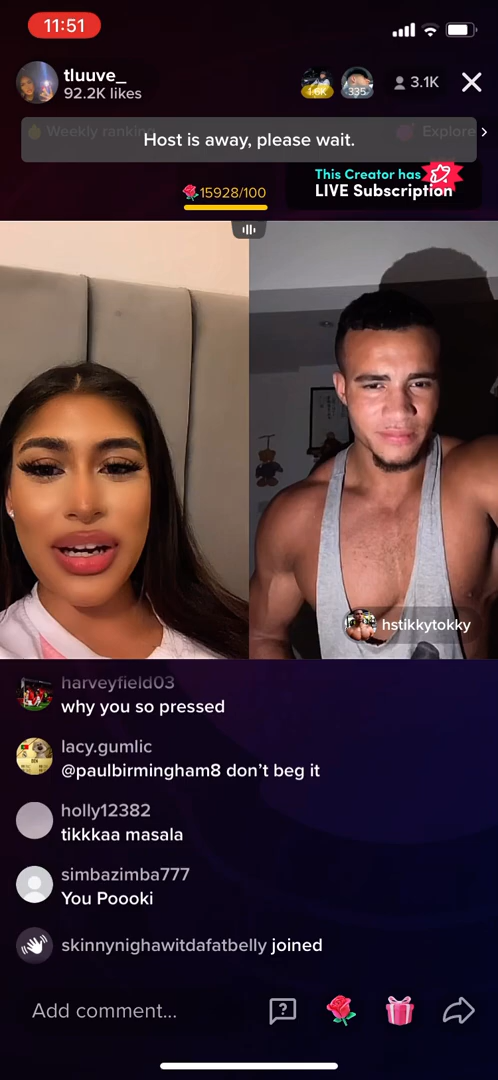 11:51
tluuve_
92.2K likes
1.6K
335
3.1K
Weekly ranking
Explore
Host is away, please wait.
15928/100
This Creator has
LIVE Subscription
hstikkytokky
harveyfield03
why you so pressed
lacy.gumlic
@paulbirmingham8 don’t beg it
holly12382
tikkkaa masala
simbazimba777
You Poooki
skinnynighawitdafatbelly joined
Add comment...